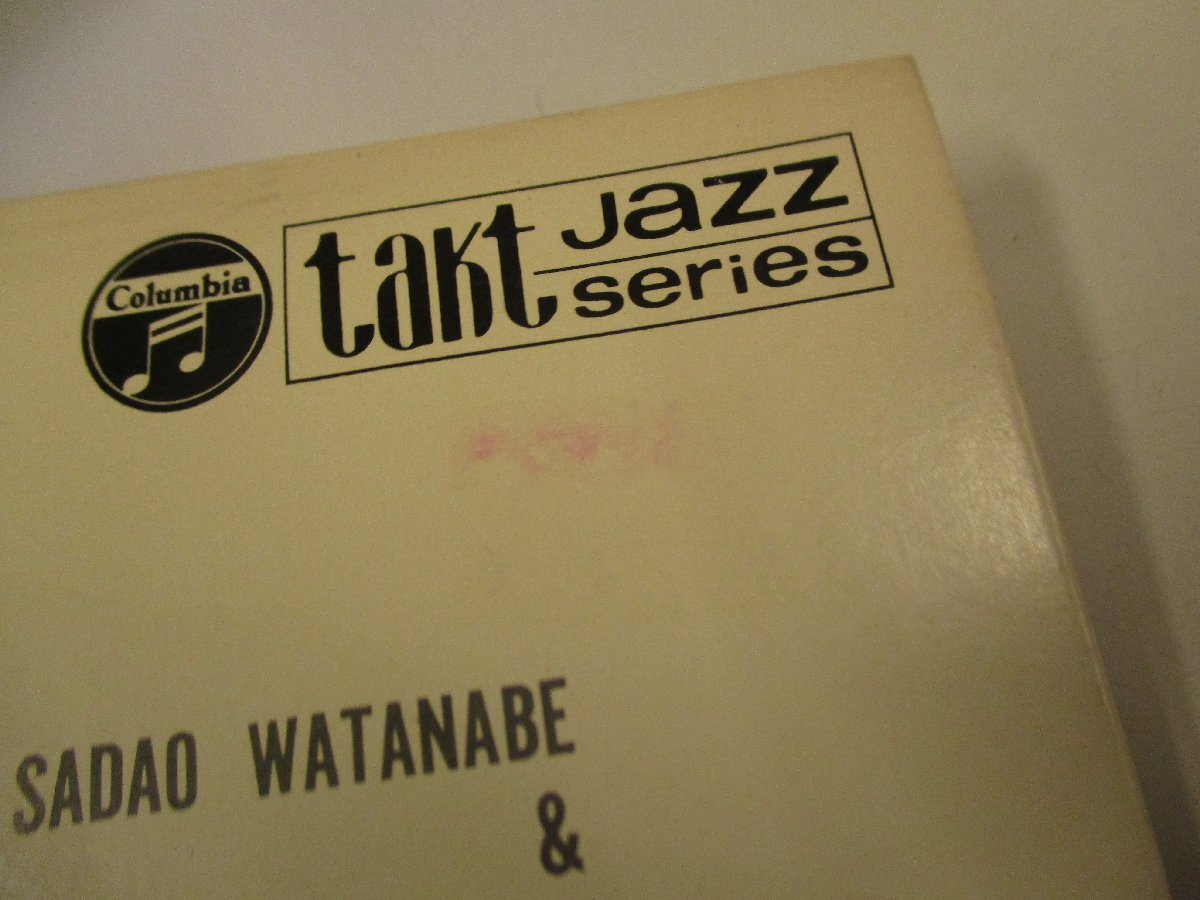 Columbia
takt Jazz
series
SADAO WATANABE
&